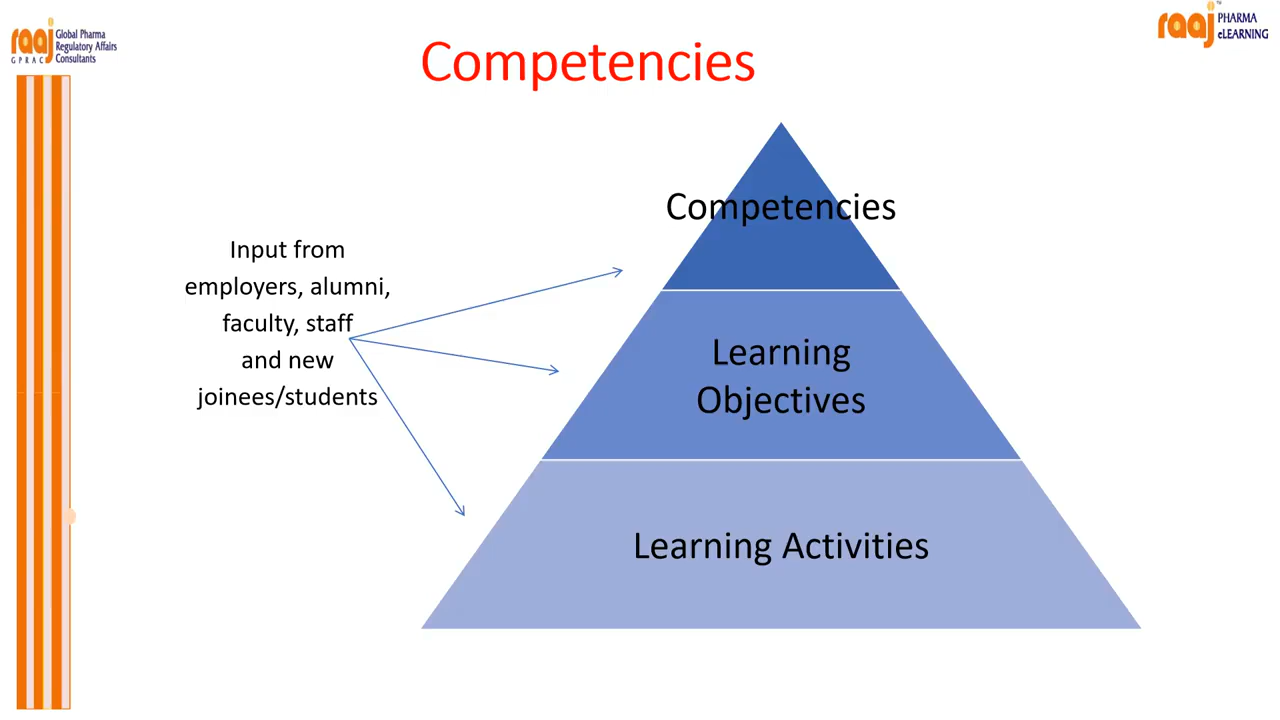 raaj Global Pharma
Regulatory Affairs
GPRAC Consultants
raaj PHARMA
eLEARNING
Competencies
Competencies
Input from
employers, alumni,
faculty, staff
and new
joinees/students
Learning
Objectives
Learning Activities